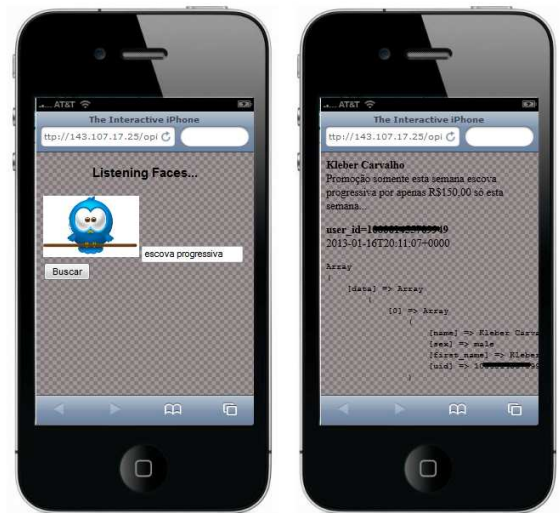 AT&T
The Interactive iPhone
ttp://143.107.17.25/opi
Listening Faces...
escova progressiva
Buscar
AT&T
The Interactive iPhone
ttp://143.107.17.25/opi
Kleber Carvalho
Promoção somente esta semana escova
progressiva por apenas R$150,00 só esta
semana...
2013-01-16T20:11:07+0000
Array
(
[data] => Array
(
[0] => Array
(
[name] => Kleber Carva
[sex] => male
[first_name] => Kleber
[uid] =>
)